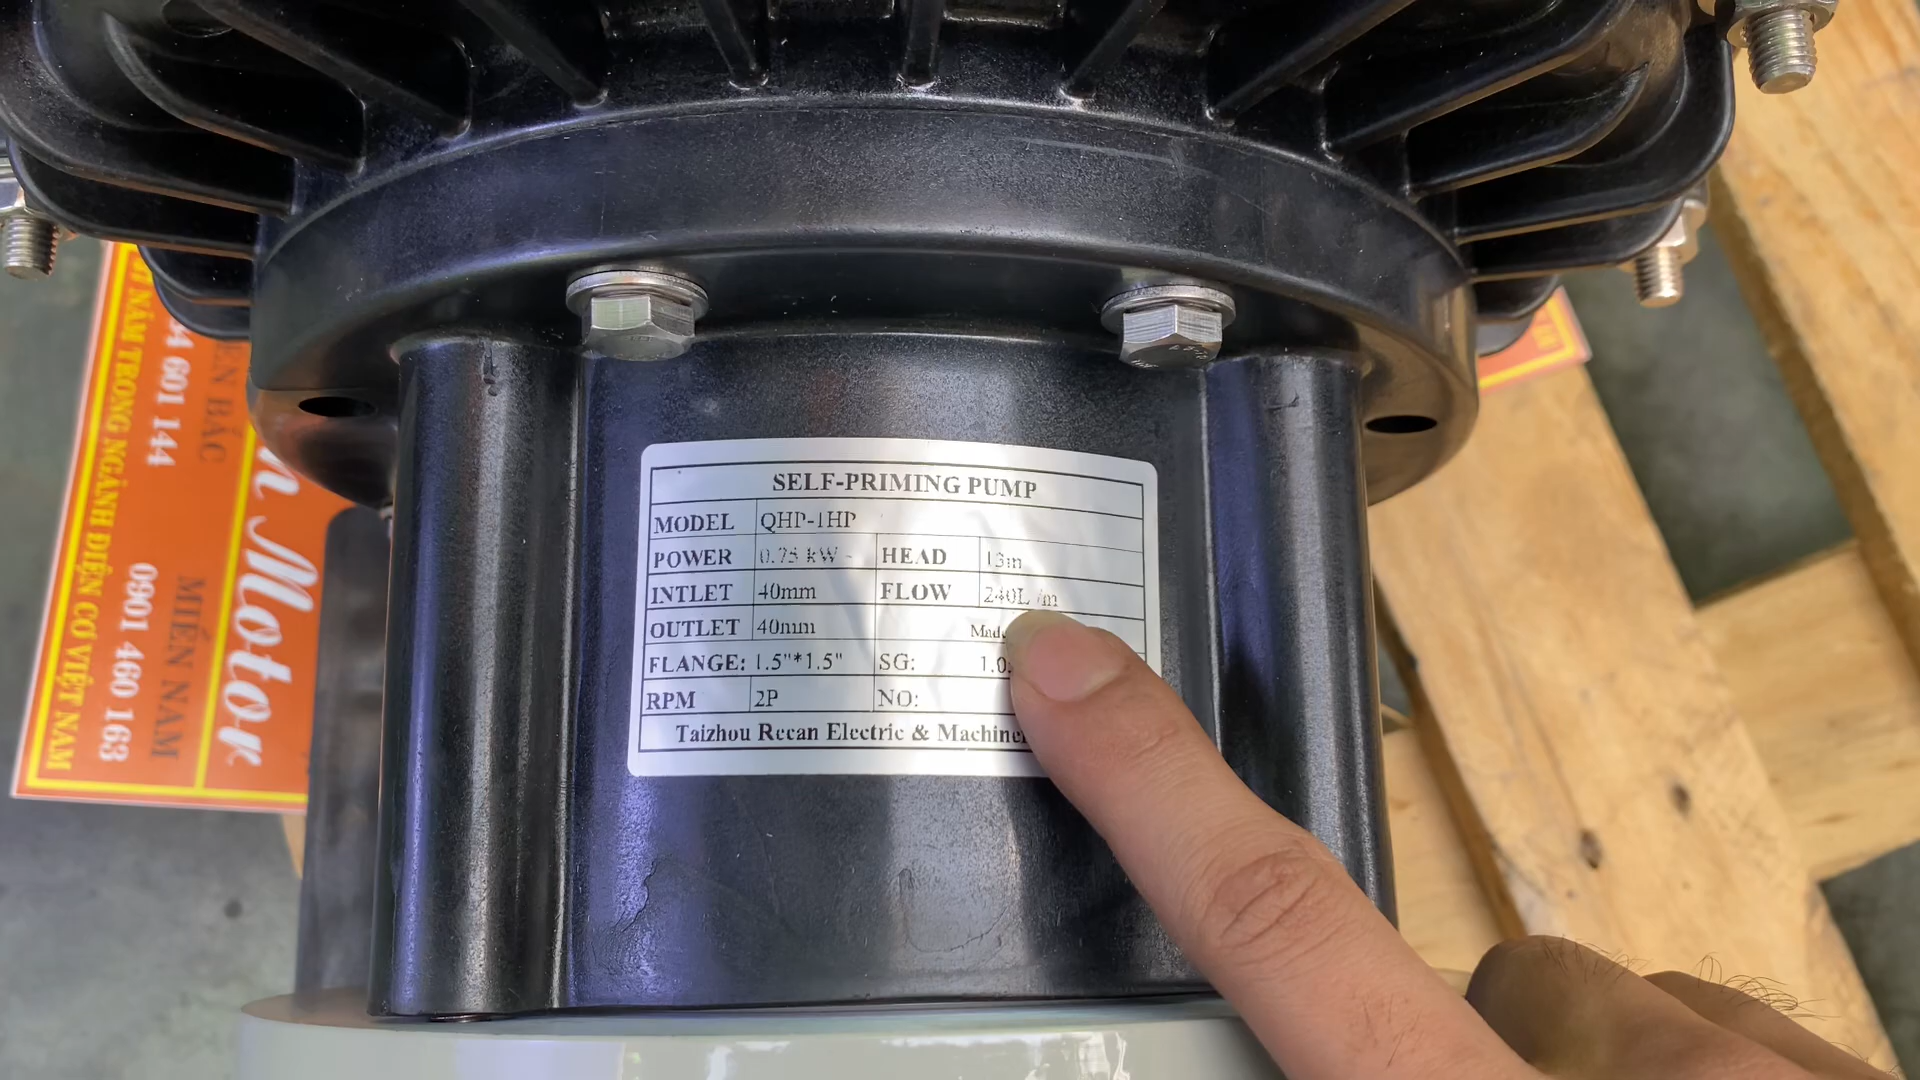 SELF-PRIMING PUMP
MODEL QHP-1HP
POWER 0.75 kW HEAD 13m
INTLET 40mm FLOW 240L /m
OUTLET 40mm
FLANGE: 1.5"*1.5" SG: 1.0
RPM 2P NO:
Taizhou Recan Electric &
NĂM TRONG NGÀNH ĐIỆN CƠ VIỆT NAM
0901 460 163
MIỀN NAM
4 601 144
BẮC
Motor